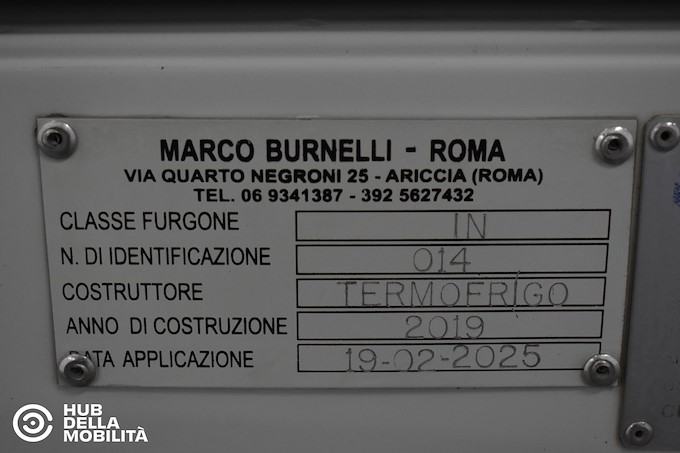 MARCO BURNELLI - ROMA
VIA QUARTO NEGRONI 25 - ARICCIA (ROMA)
TEL. 06 9341387 - 392 5627432
CLASSE FURGONE IN
N. DI IDENTIFICAZIONE 014
COSTRUTTORE TERMOFRIGO
ANNO DI COSTRUZIONE 2019
DATA APPLICAZIONE 19-02-2025
HUB
DELLA
MOBILITÀ